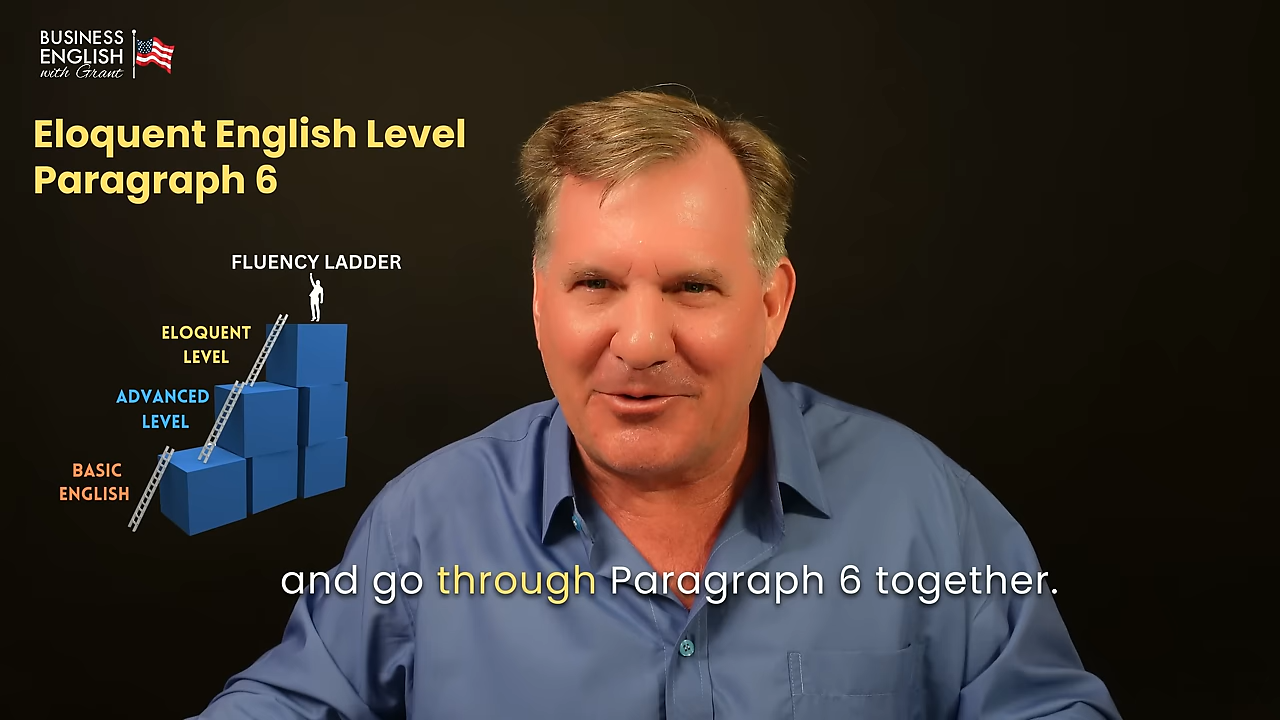 BUSINESS
ENGLISH
with Grant
Eloquent English Level
Paragraph 6
FLUENCY LADDER
ELOQUENT
LEVEL
ADVANCED
LEVEL
BASIC
ENGLISH
and go through Paragraph 6 together.